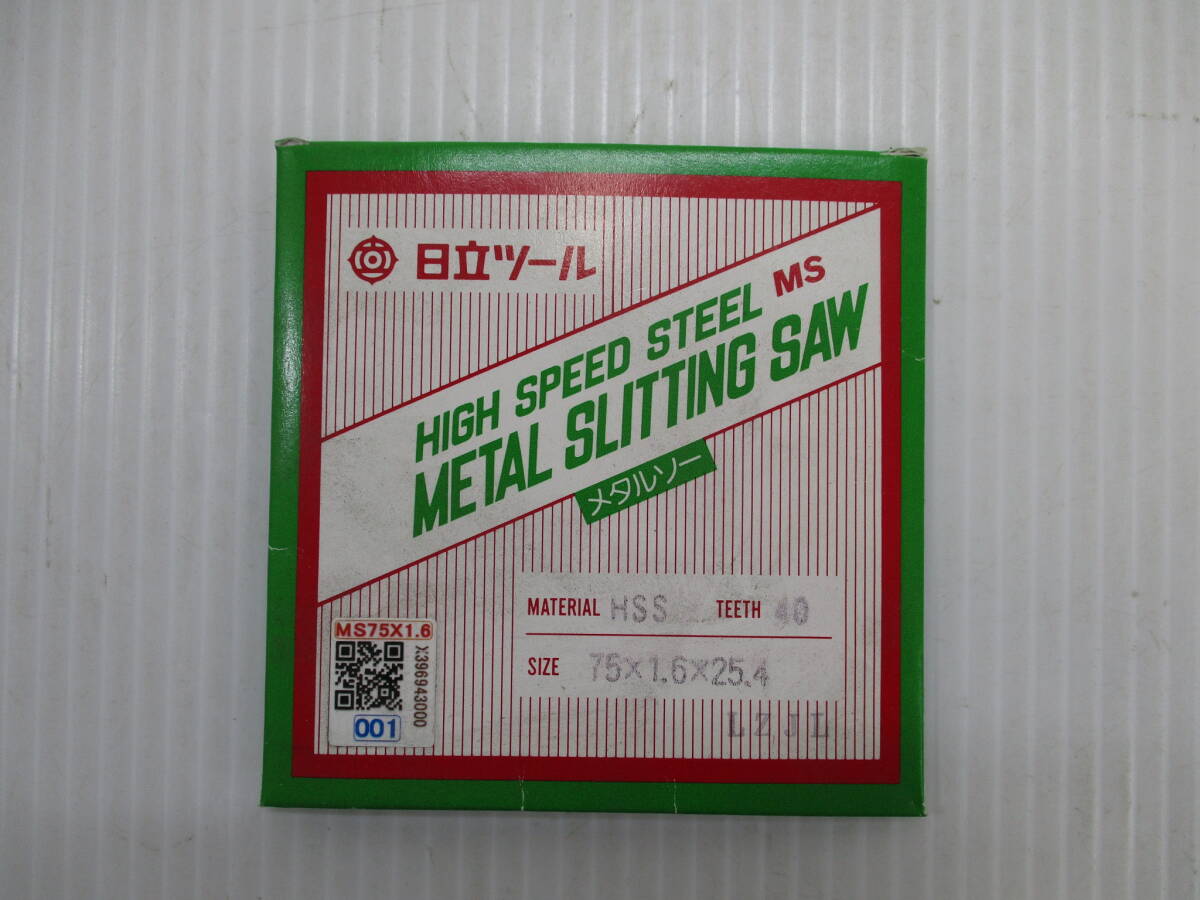 日立ツール
HIGH SPEED STEEL MS
METAL SLITTING SAW
メタルソー
MATERIAL HSS TEETH 40
SIZE 75×1.6×25.4
LZJL
MS75X1.6
X396943000
001